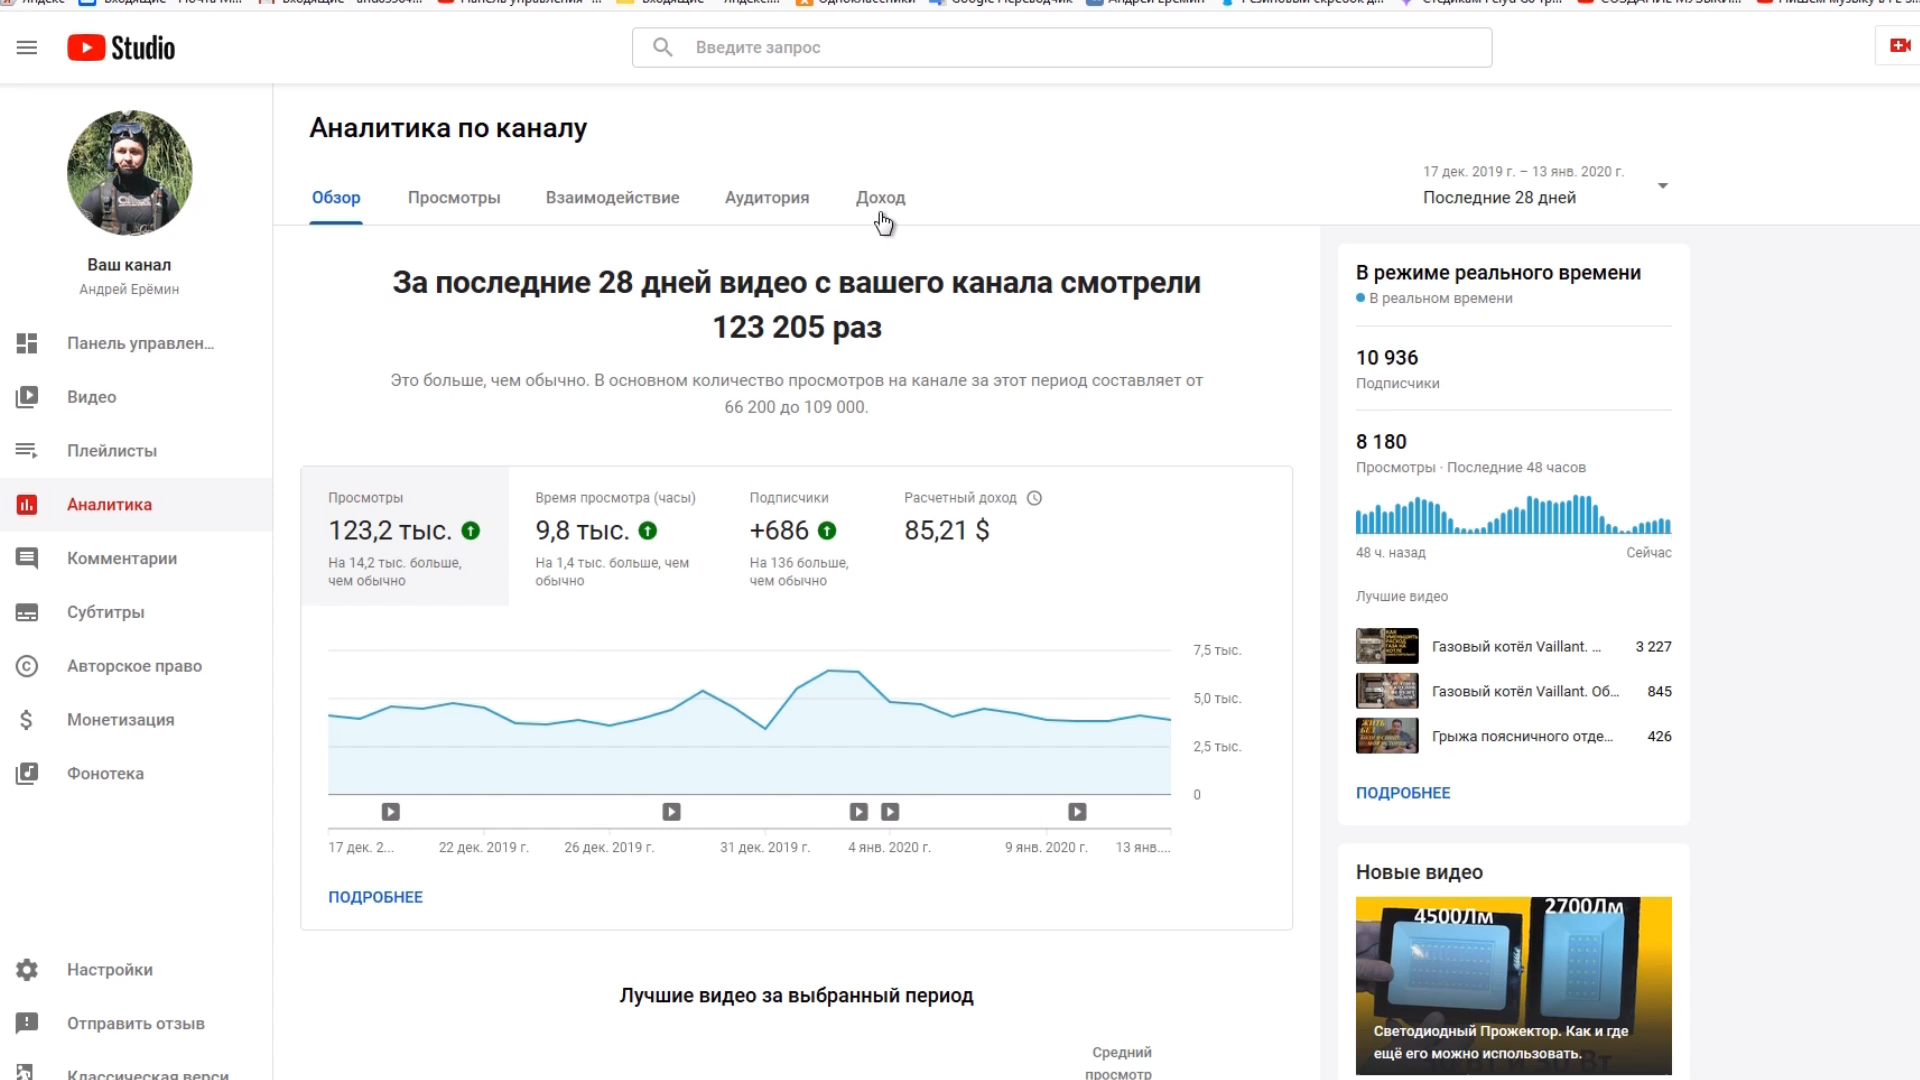 Studio
Введите запрос
Аналитика по каналу
17 дек. 2019 г. – 13 янв. 2020 г.
Последние 28 дней
Обзор
Просмотры
Взаимодействие
Аудитория
Доход
Ваш канал
Андрей Ерёмин
Панель управлен...
Видео
Плейлисты
Аналитика
Комментарии
Субтитры
Авторское право
Монетизация
Фонотека
Настройки
Отправить отзыв
Классическая верси
За последние 28 дней видео с вашего канала смотрели
123 205 раз
Это больше, чем обычно. В основном количество просмотров на канале за этот период составляет от
66 200 до 109 000.
Просмотры
123,2 тыс.
На 14,2 тыс. больше,
чем обычно
Время просмотра (часы)
9,8 тыс.
На 1,4 тыс. больше, чем
обычно
Подписчики
+686
На 136 больше,
чем обычно
Расчетный доход
85,21 $
7,5 тыс.
5,0 тыс.
2,5 тыс.
0
17 дек. 2...
22 дек. 2019 г.
26 дек. 2019 г.
31 дек. 2019 г.
4 янв. 2020 г.
9 янв. 2020 г.
13 янв....
ПОДРОБНЕЕ
Лучшие видео за выбранный период
Средний
просмотр
В режиме реального времени
В реальном времени
10 936
Подписчики
8 180
Просмотры · Последние 48 часов
48 ч. назад
Сейчас
Лучшие видео
Газовый котёл Vaillant. ...
3 227
Газовый котёл Vaillant. Об...
845
Грыжа поясничного отде...
426
ПОДРОБНЕЕ
Новые видео
4500Лм
2700Лм
Светодиодный Прожектор. Как и где
ещё его можно использовать.